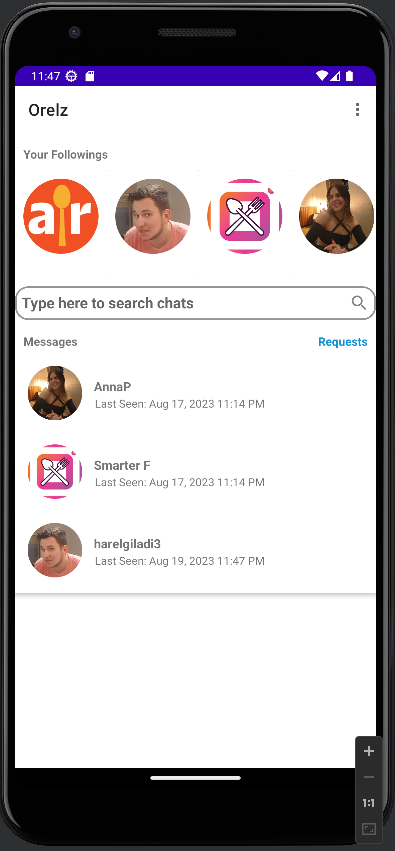 11:47
Orelz
Your Followings
air
Type here to search chats
Messages
Requests
AnnaP
Last Seen: Aug 17, 2023 11:14 PM
Smarter F
Last Seen: Aug 17, 2023 11:14 PM
harelgiladi3
Last Seen: Aug 19, 2023 11:47 PM
1:1